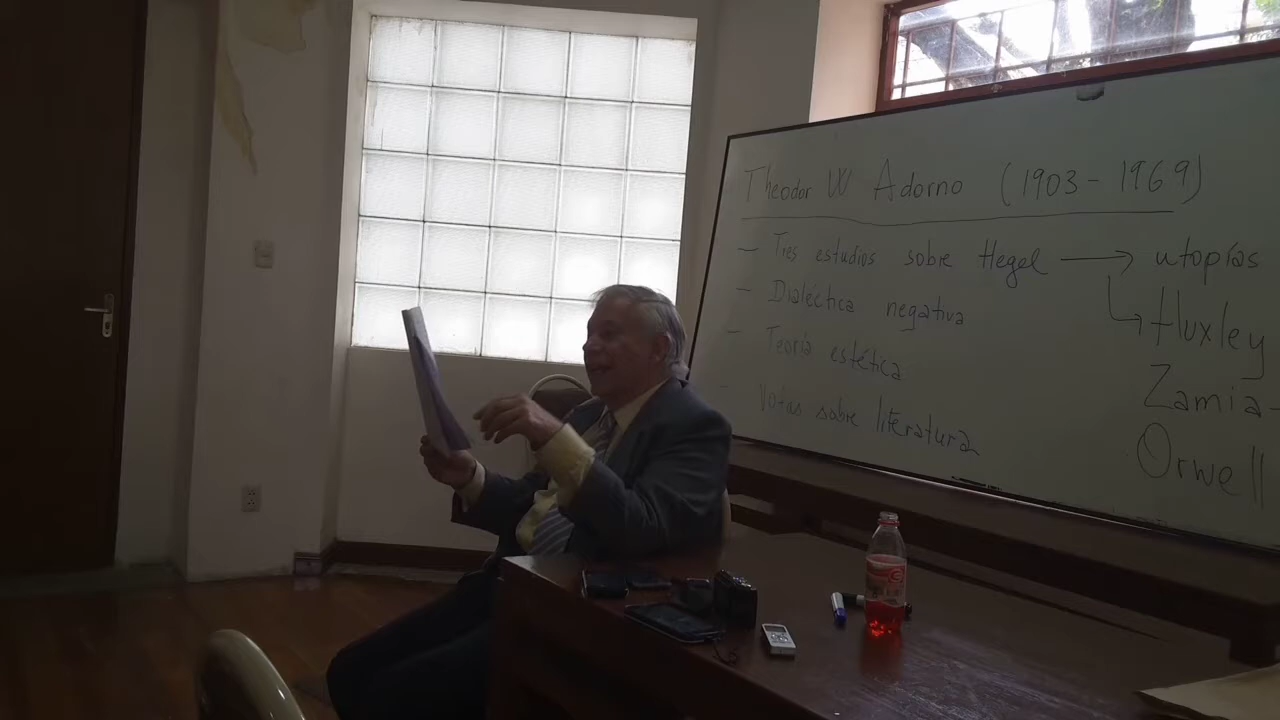 Theodor W Adorno (1903 - 1969)
— Tres estudios sobre Hegel → utopías
— Dialéctica negativa
↳ Huxley,
— Teoría estética
Zamia-
— Notas sobre literatura
Orwell